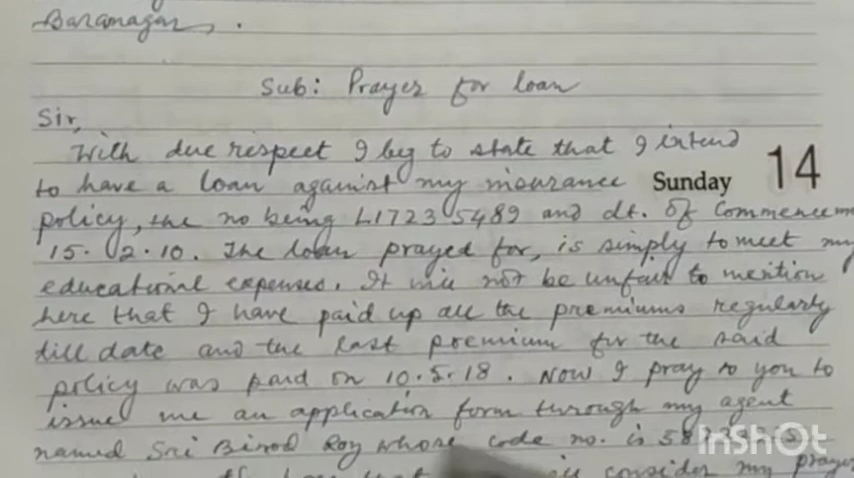 Baranagar.
Sub: Prayer for loan
Sir,
With due respect I beg to state that I intend
to have a loan against my insurance Sunday 14
policy, the no being L1723 5489 and dt. of Commencem
15.02.10. The loan prayed for, is simply to meet my
educational expenses. It will not be unfair to mention
here that I have paid up all the premiums regularly
till date and the last premium for the said
policy was paid on 10.5.18. Now I pray to you to
issue me an application form through my agent
named Sri Binod Roy whose code no. is
InShOt
consider my prayer